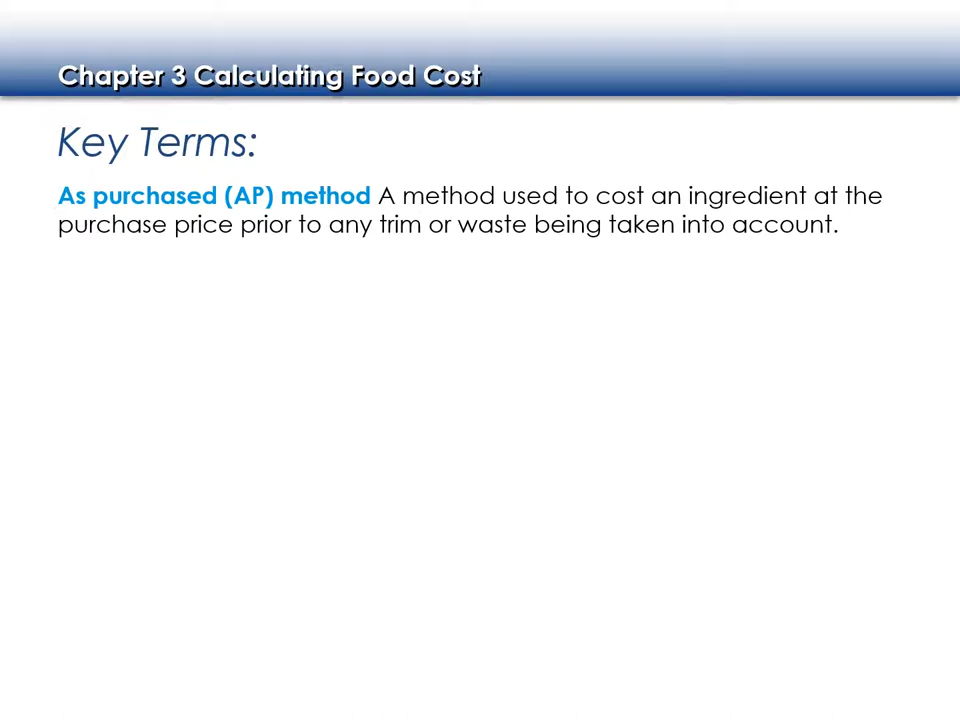 Chapter 3 Calculating Food Cost
Key Terms:
As purchased (AP) method A method used to cost an ingredient at the
purchase price prior to any trim or waste being taken into account.